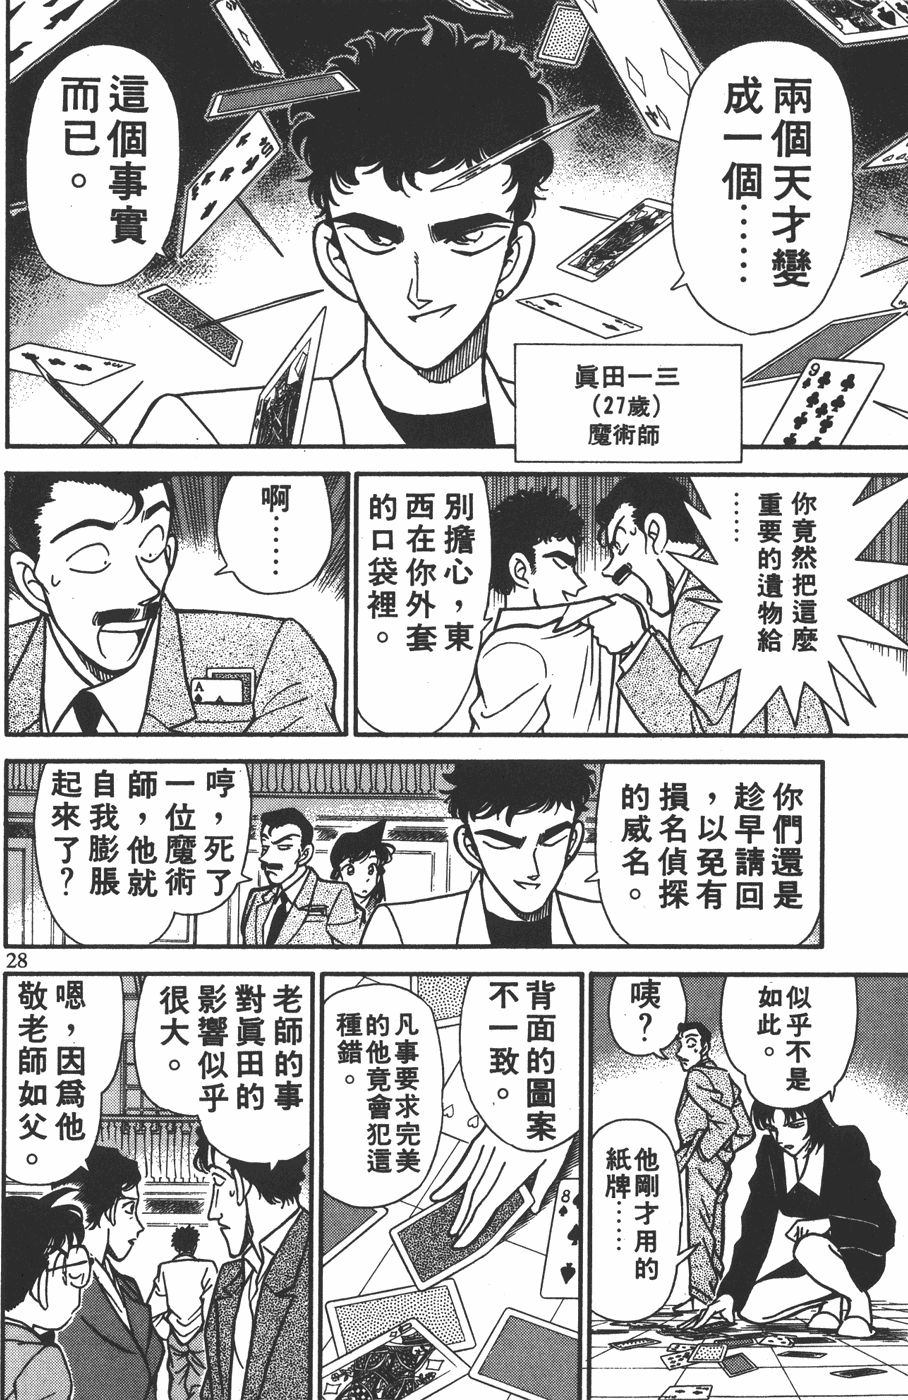 兩個天才變
成一個……
這個事實
而已。
眞田一三
(27歲)
魔術師
9
你竟然把這麼
重要的遺物給
……
別擔心，東
西在你外套
的口袋裡。
啊……
A
你們還是
趁早請回
，以免有
損名偵探
的威名。
哼，死了
一位魔術
師，他就
自我膨脹
起來了？
28
似乎不是
如此。
咦？
他剛才用的
紙牌……
背面的圖案
不一致。
凡事要求完美
的他竟會犯這
種錯。
8
老師的事
對眞田的
影響似乎
很大。
嗯，因爲他
敬老師如父。